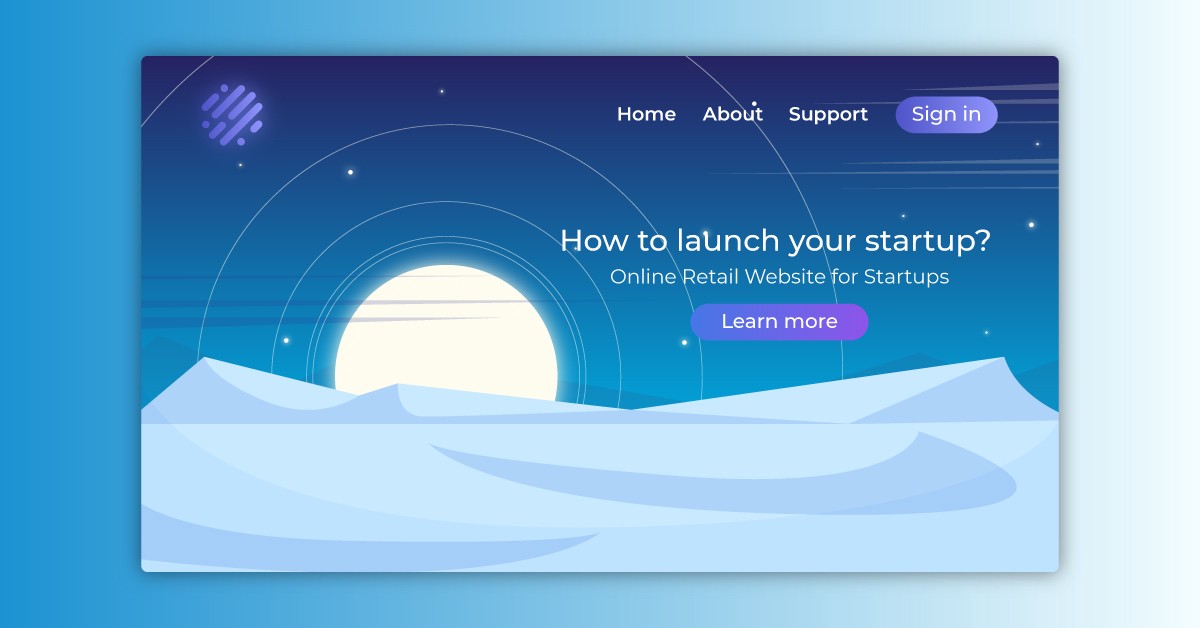 Home About Support Sign in
How to launch your startup?
Online Retail Website for Startups
Learn more